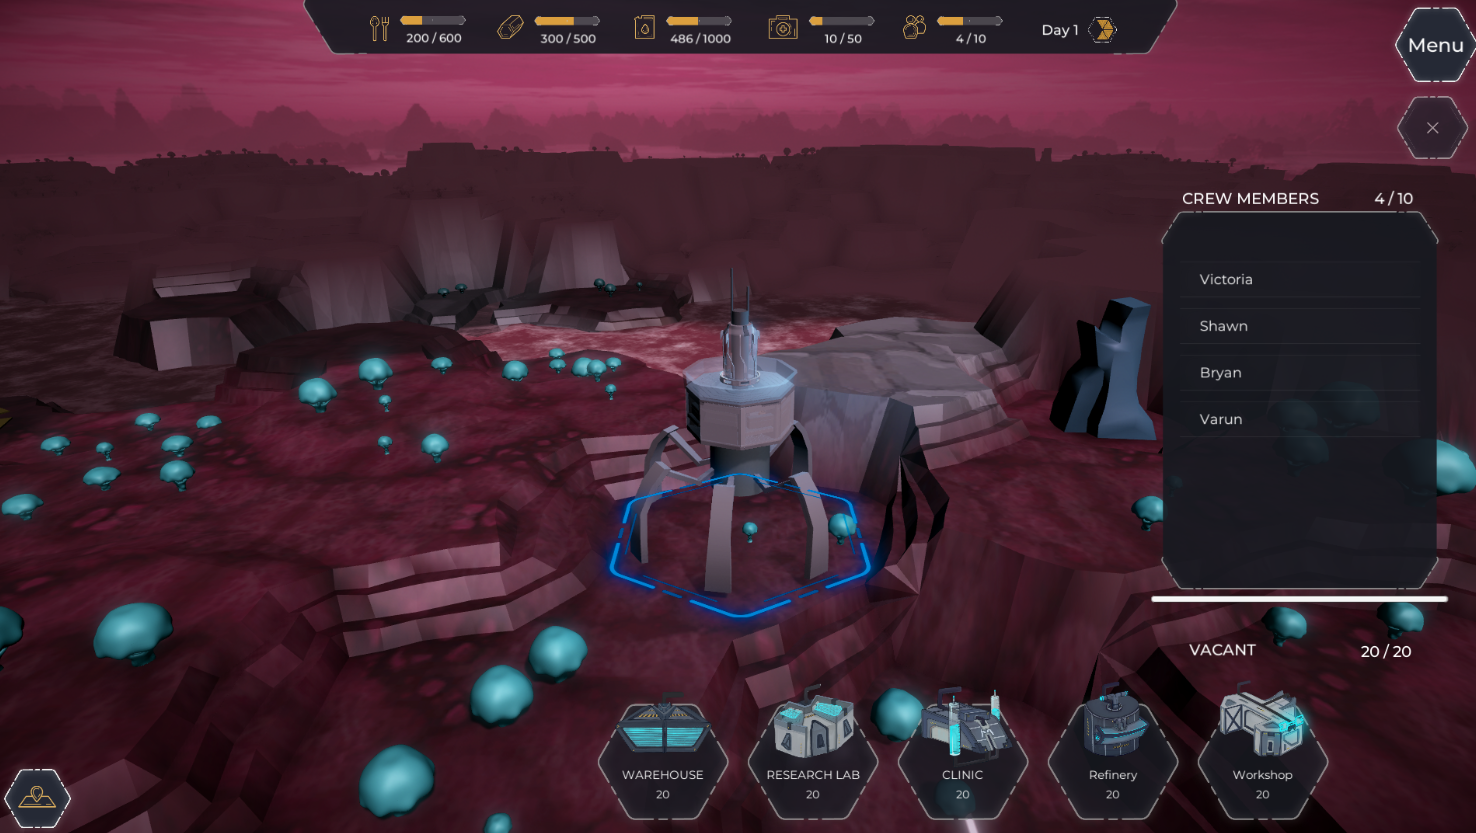 200 / 600
300 / 500
486 / 1000
10 / 50
4 / 10
Day 1
Menu
CREW MEMBERS 4 / 10
Victoria
Shawn
Bryan
Varun
VACANT 20 / 20
WAREHOUSE
20
RESEARCH LAB
20
CLINIC
20
Refinery
20
Workshop
20